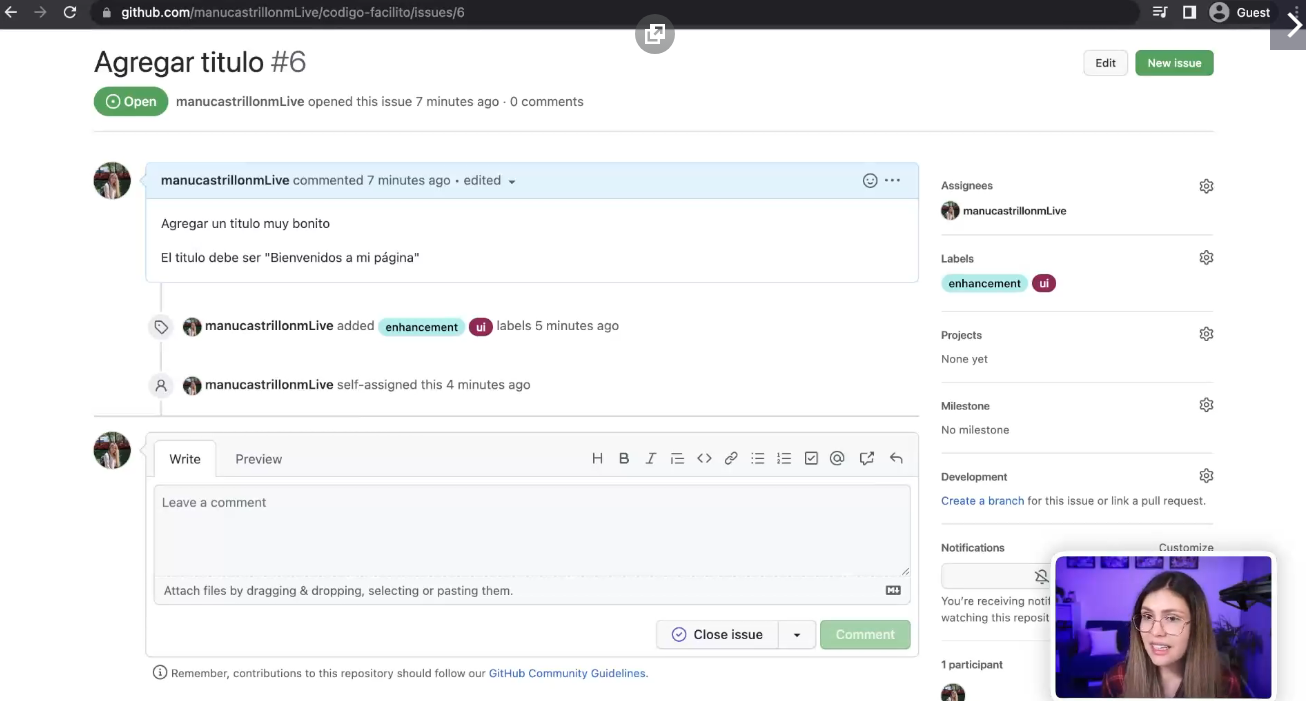 github.com/manucastrillonmLive/codigo-facilito/issues/6
Guest
Agregar titulo #6
Edit
New issue
Open
manucastrillonmLive opened this issue 7 minutes ago · 0 comments
manucastrillonmLive commented 7 minutes ago • edited
Agregar un titulo muy bonito
El titulo debe ser "Bienvenidos a mi página"
manucastrillonmLive added enhancement ui labels 5 minutes ago
manucastrillonmLive self-assigned this 4 minutes ago
Write
Preview
H B I
Leave a comment
Attach files by dragging & dropping, selecting or pasting them.
Close issue
Comment
Remember, contributions to this repository should follow our GitHub Community Guidelines.
Assignees
manucastrillonmLive
Labels
enhancement ui
Projects
None yet
Milestone
No milestone
Development
Create a branch for this issue or link a pull request.
Notifications
Customize
You're receiving
watching this
1 participant